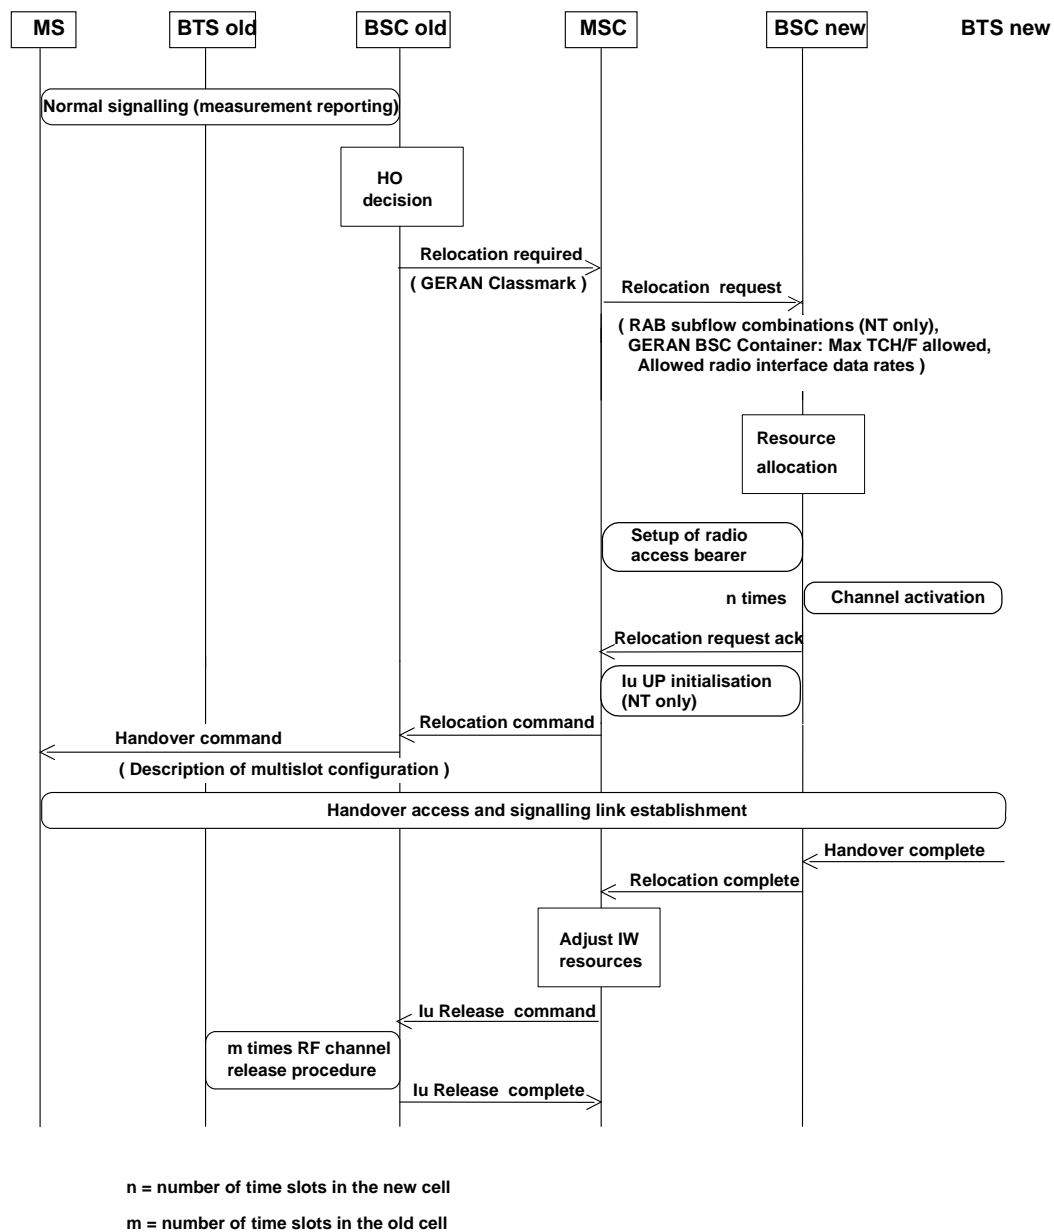 MS
BTS old
BSC old
MSC
BSC new
BTS new
Normal signalling (measurement reporting)
HO
decision
Relocation required
( GERAN Classmark )
Relocation request
( RAB subflow combinations (NT only),
GERAN BSC Container: Max TCH/F allowed,
Allowed radio interface data rates )
Resource
allocation
Setup of radio
access bearer
n times
Channel activation
Relocation request ack
Iu UP initialisation
(NT only)
Relocation command
Handover command
( Description of multislot configuration )
Handover access and signalling link establishment
Handover complete
Relocation complete
Adjust IW
resources
Iu Release command
m times RF channel
release procedure
Iu Release complete
n = number of time slots in the new cell
m = number of time slots in the old cell